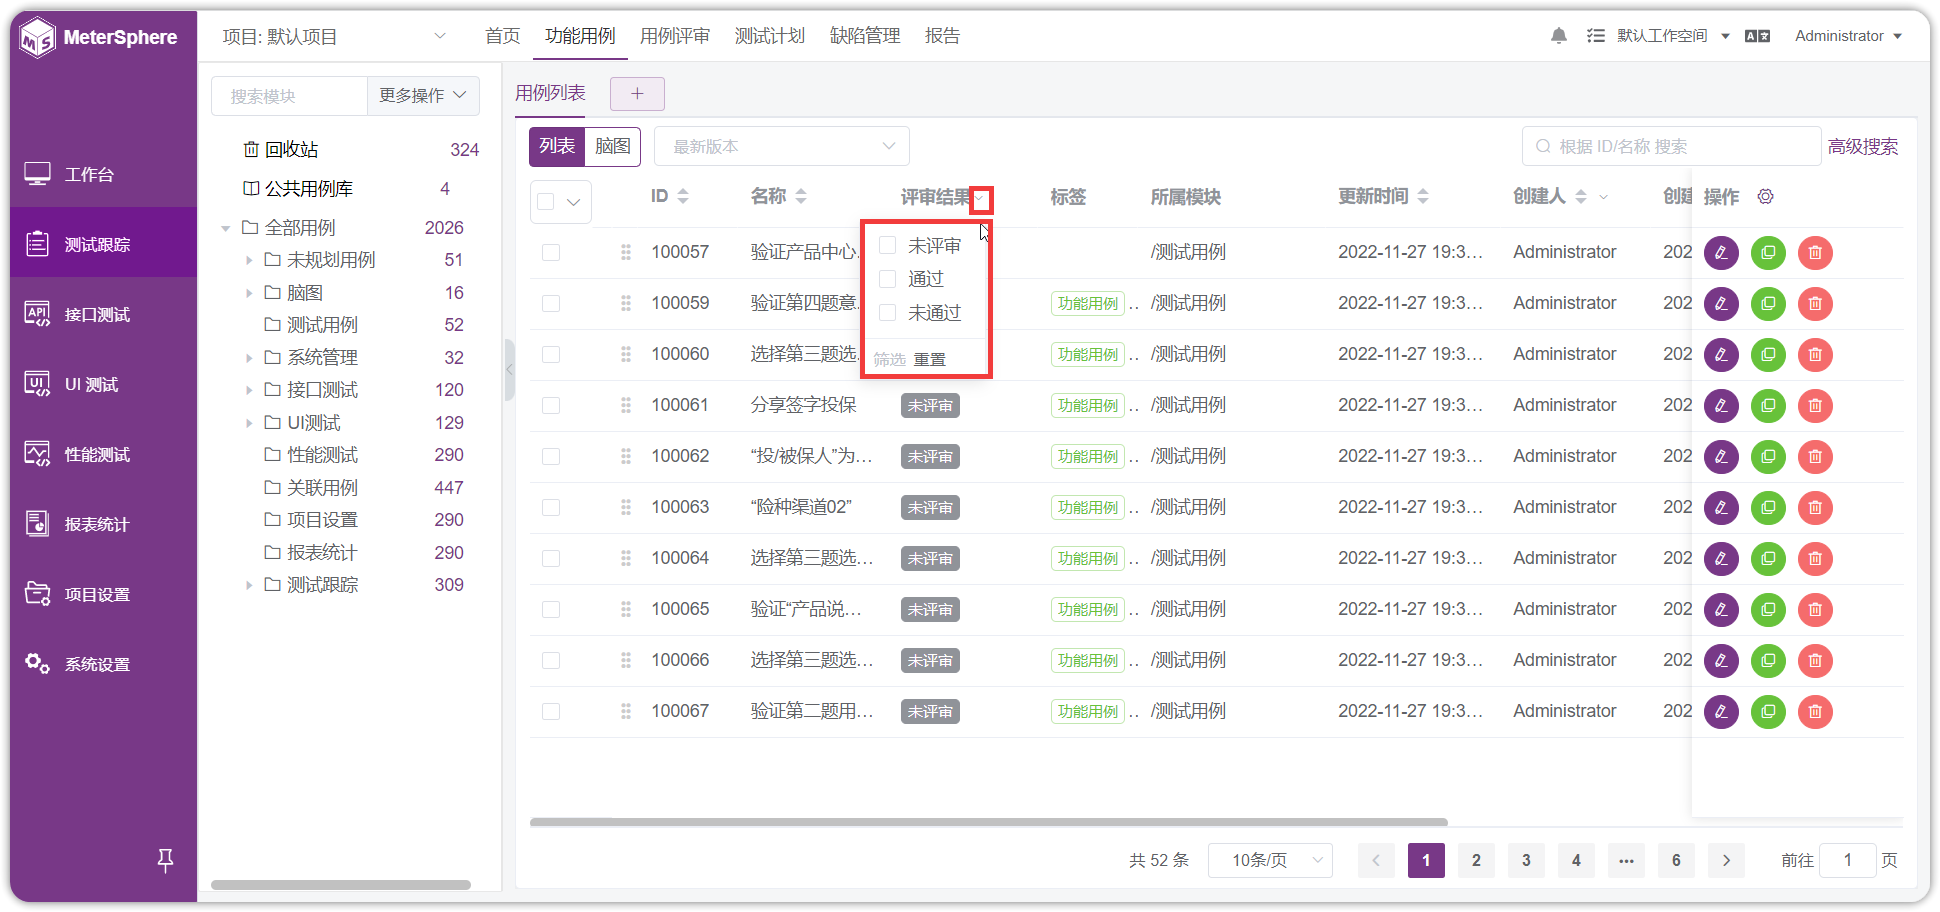 MeterSphere
项目: 默认项目
首页 功能用例 用例评审 测试计划 缺陷管理 报告
默认工作空间
Administrator
工作台
测试跟踪
接口测试
UI 测试
性能测试
报表统计
项目设置
系统设置
搜索模块 更多操作
回收站 324
公共用例库 4
全部用例 2026
未规划用例 51
脑图 16
测试用例 52
系统管理 32
接口测试 120
UI测试 129
性能测试 290
关联用例 447
项目设置 290
报表统计 290
测试跟踪 309
用例列表 +
列表 脑图 最新版本
根据 ID/名称 搜索 高级搜索
ID 名称 评审结果 标签 所属模块 更新时间 创建人 创建 操作
100057 验证产品中心. /测试用例 2022-11-27 19:3... Administrator 202
100059 验证第四题意. 功能用例 .. /测试用例 2022-11-27 19:3... Administrator 202
100060 选择第三题选. 功能用例 .. /测试用例 2022-11-27 19:3... Administrator 202
100061 分享签字投保 未评审 功能用例 .. /测试用例 2022-11-27 19:3... Administrator 202
100062 “投/被保人”为... 未评审 功能用例 .. /测试用例 2022-11-27 19:3... Administrator 202
100063 “险种渠道02” 未评审 功能用例 .. /测试用例 2022-11-27 19:3... Administrator 202
100064 选择第三题选... 未评审 功能用例 .. /测试用例 2022-11-27 19:3... Administrator 202
100065 验证“产品说... 未评审 功能用例 .. /测试用例 2022-11-27 19:3... Administrator 202
100066 选择第三题选... 未评审 功能用例 .. /测试用例 2022-11-27 19:3... Administrator 202
100067 验证第二题用... 未评审 功能用例 .. /测试用例 2022-11-27 19:3... Administrator 202
未评审
通过
未通过
筛选 重置
共 52 条 10条/页 1 2 3 4 ... 6 前往 1 页